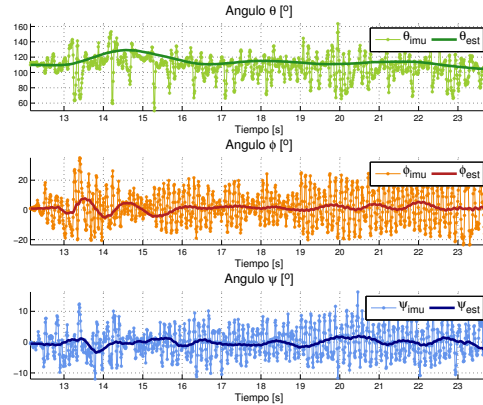 Angulo θ [º]
160
140
120
100
80
60
θimu θest
13 14 15 16 17 18 19 20 21 22 23
Tiempo [s]
Angulo ϕ [º]
20
0
−20
ϕimu ϕest
13 14 15 16 17 18 19 20 21 22 23
Tiempo [s]
Angulo ψ [º]
10
0
−10
ψimu ψest
13 14 15 16 17 18 19 20 21 22 23
Tiempo [s]